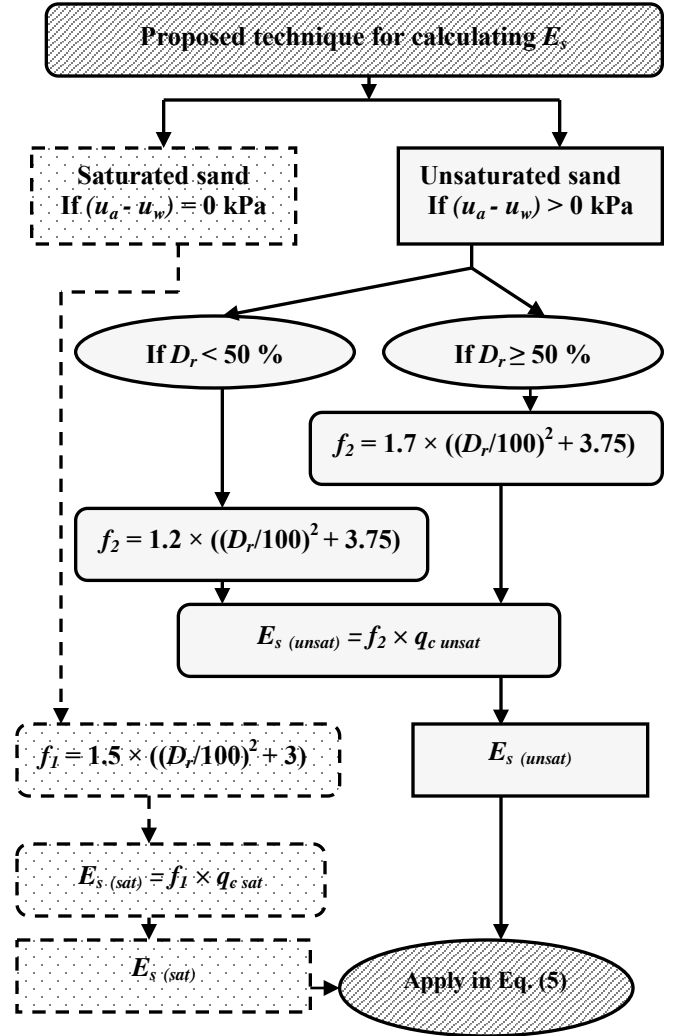 Proposed technique for calculating E_s
Saturated sand
If (u_a - u_w) = 0 kPa
Unsaturated sand
If (u_a - u_w) > 0 kPa
If D_r < 50 %
If D_r ≥ 50 %
f_2 = 1.7 × ((D_r/100)^2 + 3.75)
f_2 = 1.2 × ((D_r/100)^2 + 3.75)
E_s (unsat) = f_2 × q_c unsat
f_1 = 1.5 × ((D_r/100)^2 + 3)
E_s (unsat)
E_s (sat) = f_1 × q_c sat
E_s (sat)
Apply in Eq. (5)